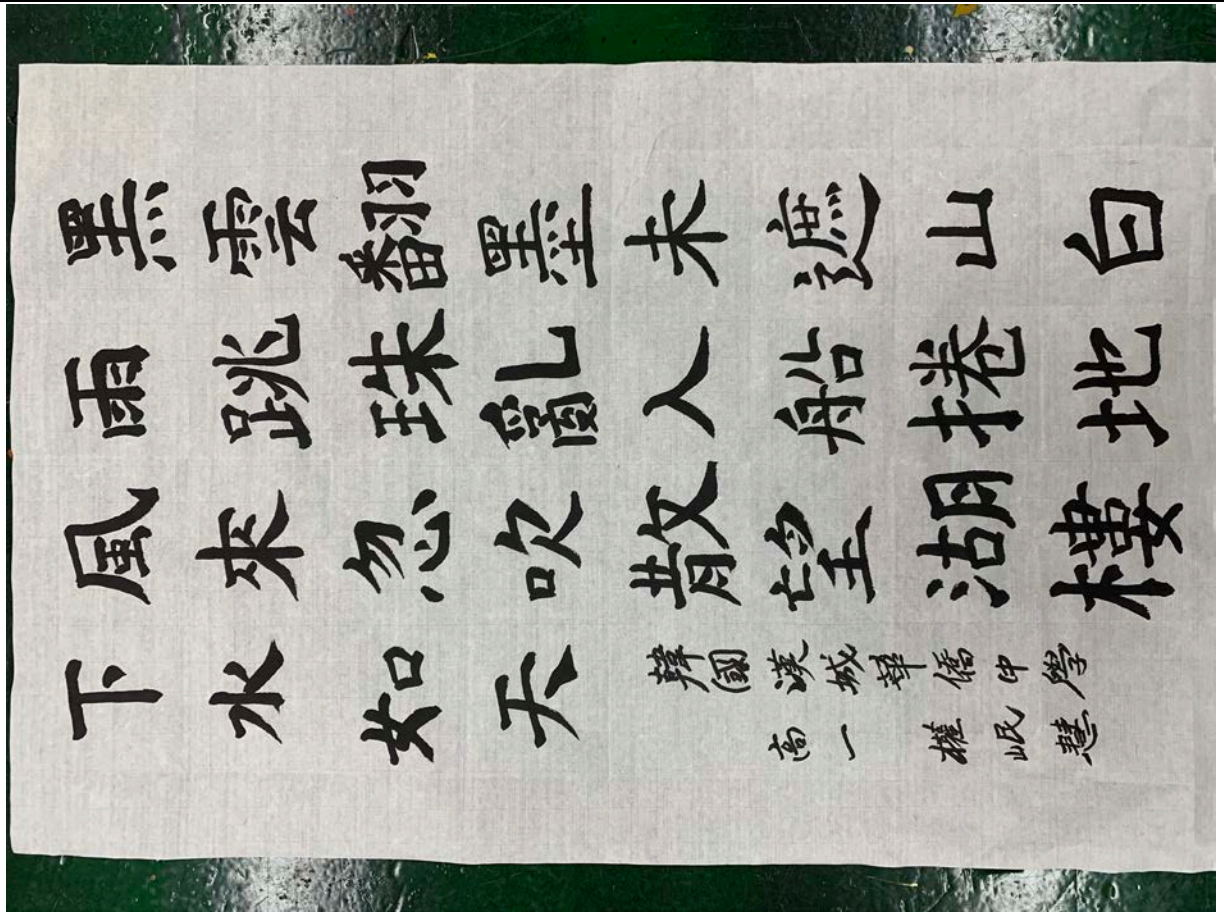 黑雲翻墨未遮山白
雨跳珠亂入船捲地
風來忽吹散望湖樓
下水如天
韓國漢城華僑中學
高一 權岷慧